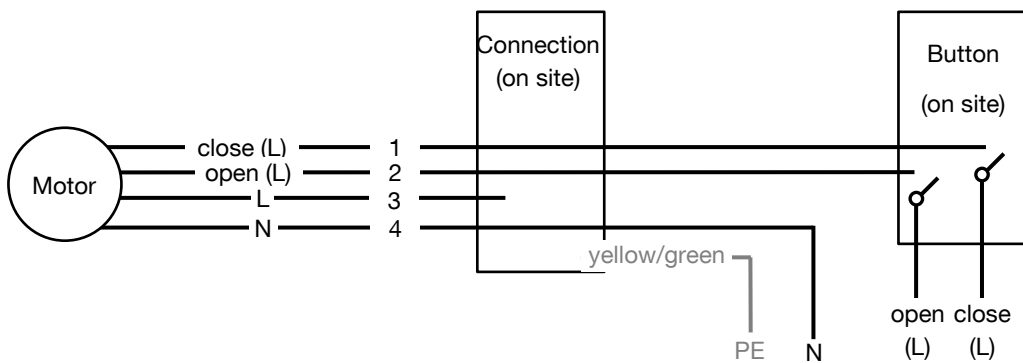 Connection
(on site)
Button
(on site)
Motor
close (L) 1
open (L) 2
L 3
N 4
yellow/green
PE
N
open close
(L) (L)